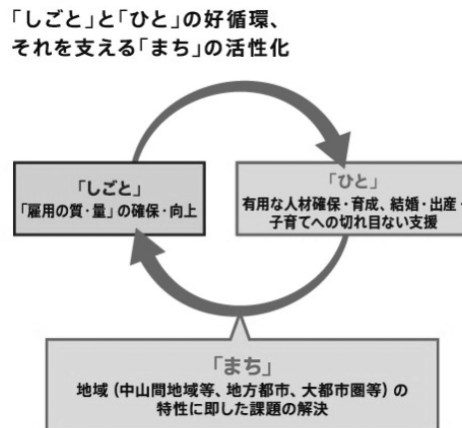 「しごと」と「ひと」の好循環、
それを支える「まち」の活性化
「しごと」
「雇用の質・量」の確保・向上
「ひと」
有用な人材確保・育成、結婚・出産・
子育てへの切れ目ない支援
「まち」
地域（中山間地域等、地方都市、大都市圏等）の
特性に即した課題の解決